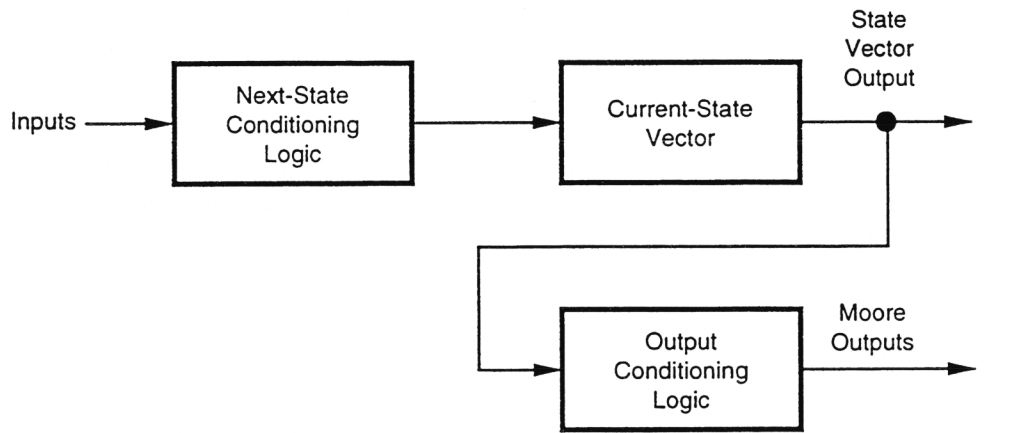 State
Vector
Output
Inputs
Next-State
Conditioning
Logic
Current-State
Vector
Moore
Outputs
Output
Conditioning
Logic